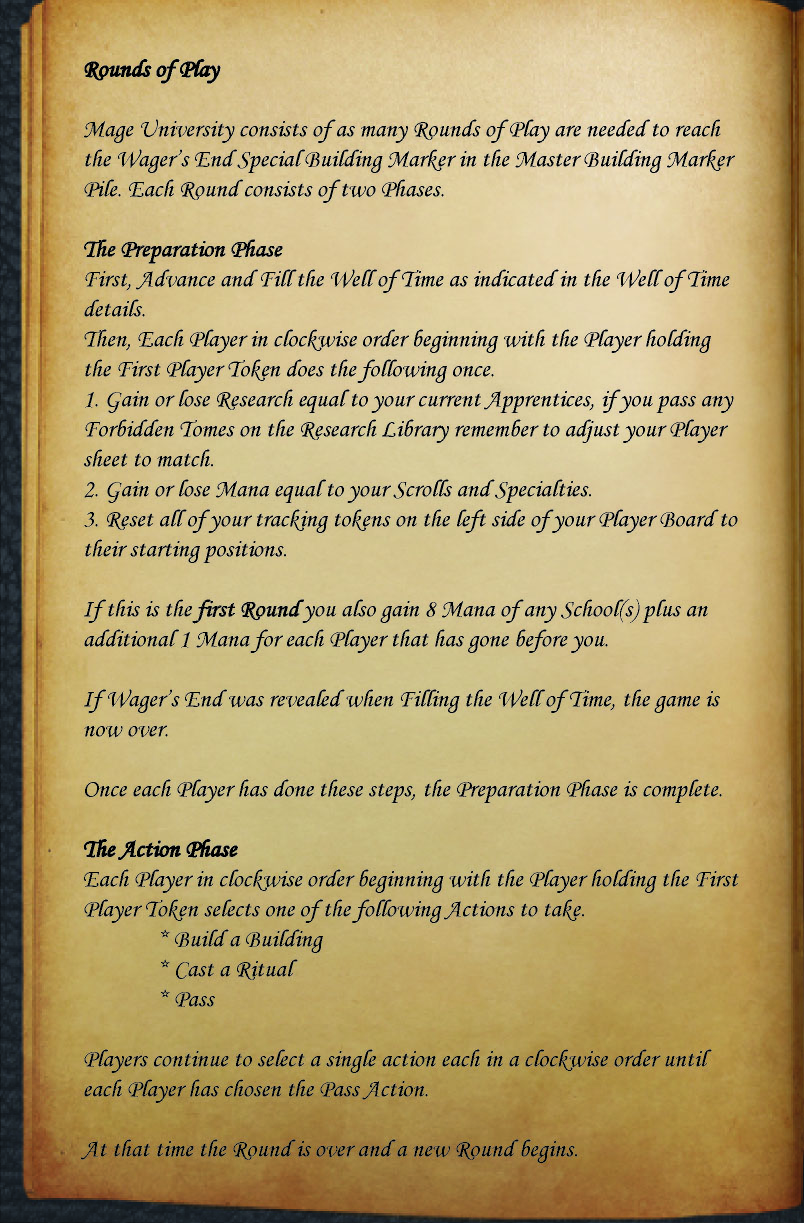 Rounds of Play
Mage University consists of as many Rounds of Play are needed to reach
the Wager's End Special Building Marker in the Master Building Marker
Pile. Each Round consists of two Phases.
The Preparation Phase
First, Advance and Fill the Well of Time as indicated in the Well of Time
details.
Then, Each Player in clockwise order beginning with the Player holding
the First Player Token does the following once.
1. Gain or lose Research equal to your current Apprentices, if you pass any
Forbidden Tomes on the Research Library remember to adjust your Player
sheet to match.
2. Gain or lose Mana equal to your Scrolls and Specialties.
3. Reset all of your tracking tokens on the left side of your Player Board to
their starting positions.
If this is the first Round you also gain 8 Mana of any School(s) plus an
additional 1 Mana for each Player that has gone before you.
If Wager's End was revealed when Filling the Well of Time, the game is
now over.
Once each Player has done these steps, the Preparation Phase is complete.
The Action Phase
Each Player in clockwise order beginning with the Player holding the First
Player Token selects one of the following Actions to take.
* Build a Building
* Cast a Ritual
* Pass
Players continue to select a single action each in a clockwise order until
each Player has chosen the Pass Action.
At that time the Round is over and a new Round begins.